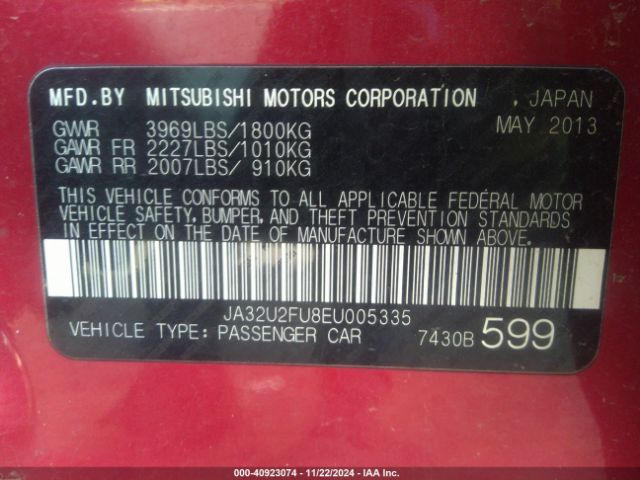 MFD.BY MITSUBISHI MOTORS CORPORATION , JAPAN
GVWR 3969LBS/1800KG MAY 2013
GAWR FR 2227LBS/1010KG
GAWR RR 2007LBS/ 910KG
THIS VEHICLE CONFORMS TO ALL APPLICABLE FEDERAL MOTOR
VEHICLE SAFETY, BUMPER, AND THEFT PREVENTION STANDARDS
IN EFFECT ON THE DATE OF MANUFACTURE SHOWN ABOVE.
JA32U2FU8EU005335
VEHICLE TYPE: PASSENGER CAR 7430B 599
000-40923074 - 11/22/2024 - IAA Inc.